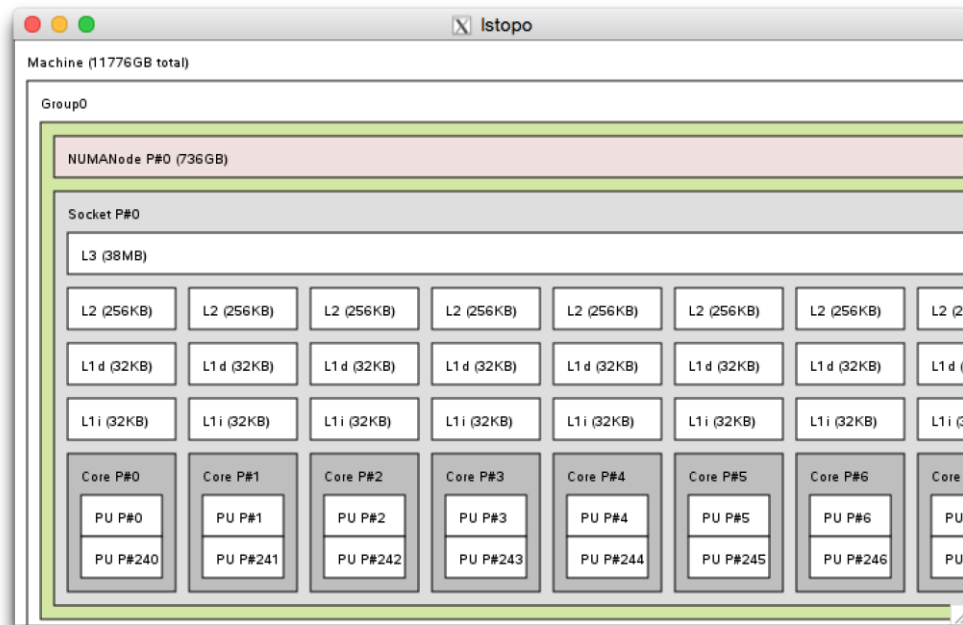 lstopo
Machine (11776GB total)
Group0
NUMANode P#0 (736GB)
Socket P#0
L3 (38MB)
L2 (256KB) L2 (256KB) L2 (256KB) L2 (256KB) L2 (256KB) L2 (256KB) L2 (256KB) L2 (2
L1d (32KB) L1d (32KB) L1d (32KB) L1d (32KB) L1d (32KB) L1d (32KB) L1d (32KB) L1d (
L1i (32KB) L1i (32KB) L1i (32KB) L1i (32KB) L1i (32KB) L1i (32KB) L1i (32KB) L1i (3
Core P#0 Core P#1 Core P#2 Core P#3 Core P#4 Core P#5 Core P#6 Core
PU P#0 PU P#1 PU P#2 PU P#3 PU P#4 PU P#5 PU P#6 PU
PU P#240 PU P#241 PU P#242 PU P#243 PU P#244 PU P#245 PU P#246 PU